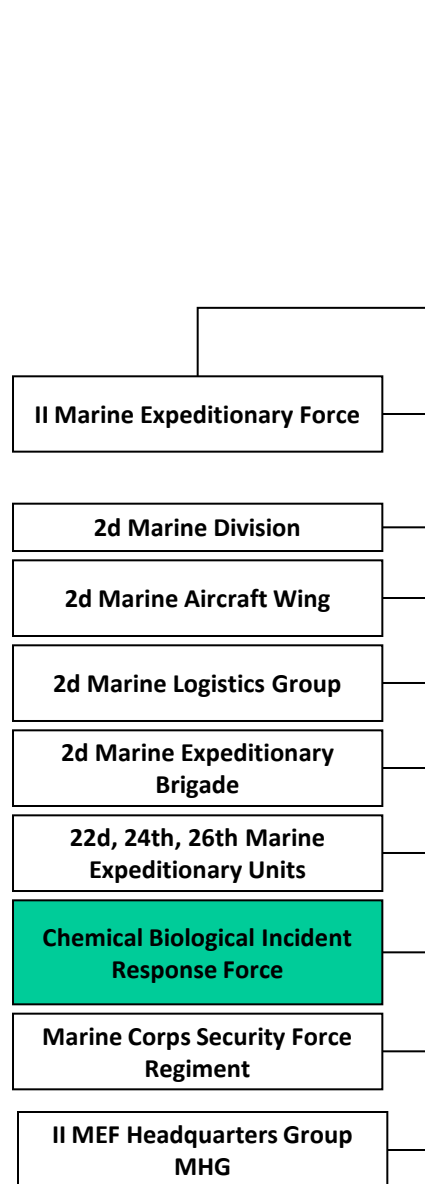 II Marine Expeditionary Force
2d Marine Division
2d Marine Aircraft Wing
2d Marine Logistics Group
2d Marine Expeditionary
Brigade
22d, 24th, 26th Marine
Expeditionary Units
Chemical Biological Incident
Response Force
Marine Corps Security Force
Regiment
II MEF Headquarters Group
MHG